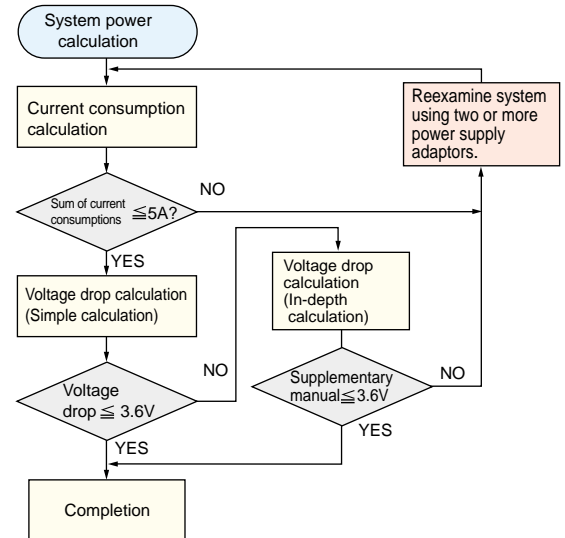 System power
calculation
Current consumption
calculation
Reexamine system
using two or more
power supply
adaptors.
Sum of current
consumptions ≦5A?
NO
YES
Voltage drop calculation
(Simple calculation)
Voltage drop
calculation
(In-depth
calculation)
Voltage
drop ≦ 3.6V
NO
YES
Supplementary
manual≦3.6V
NO
YES
Completion